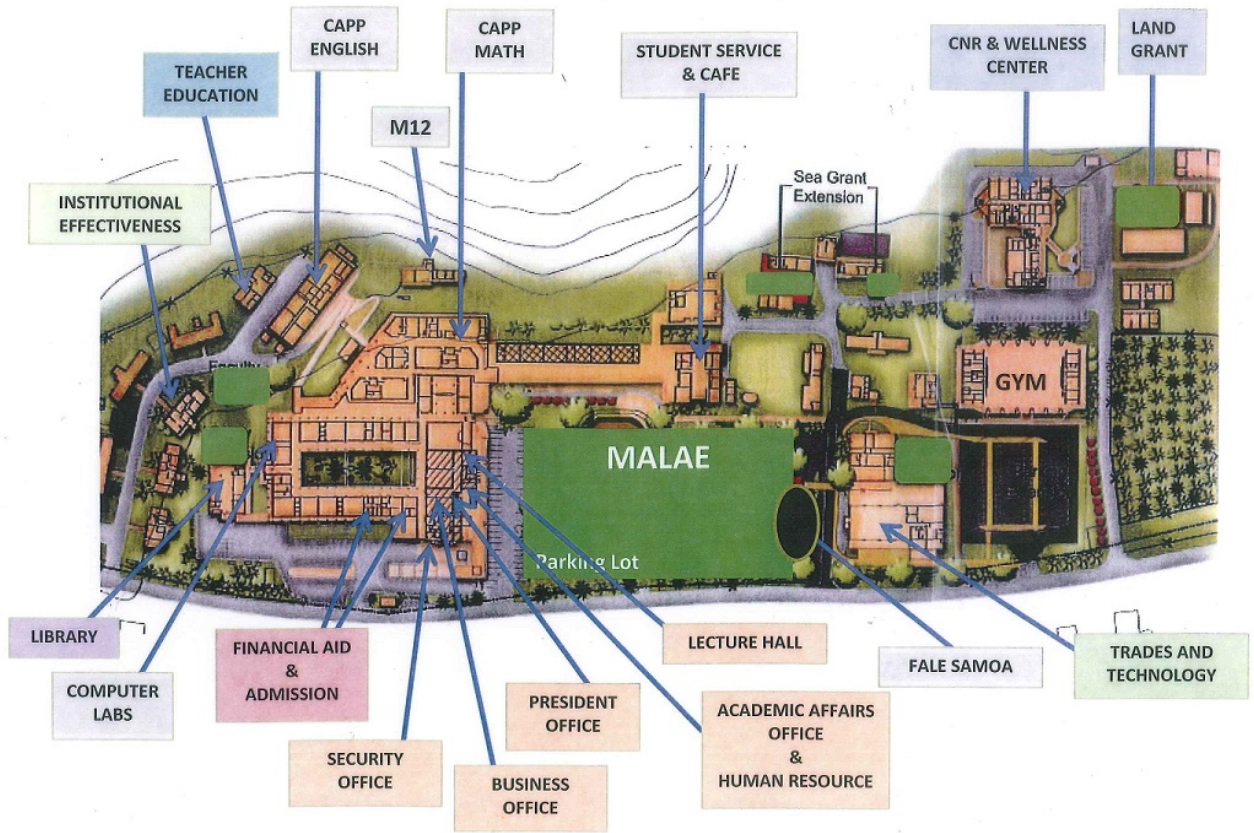 CAPP
ENGLISH
CAPP
MATH
LAND
GRANT
CNR & WELLNESS
CENTER
STUDENT SERVICE
& CAFE
TEACHER
EDUCATION
M12
Sea Grant
Extension
INSTITUTIONAL
EFFECTIVENESS
Faculty
GYM
MALAE
Parking Lot
LIBRARY
FINANCIAL AID
&
ADMISSION
LECTURE HALL
FALE SAMOA
TRADES AND
TECHNOLOGY
COMPUTER
LABS
PRESIDENT
OFFICE
ACADEMIC AFFAIRS
OFFICE
&
HUMAN RESOURCE
SECURITY
OFFICE
BUSINESS
OFFICE